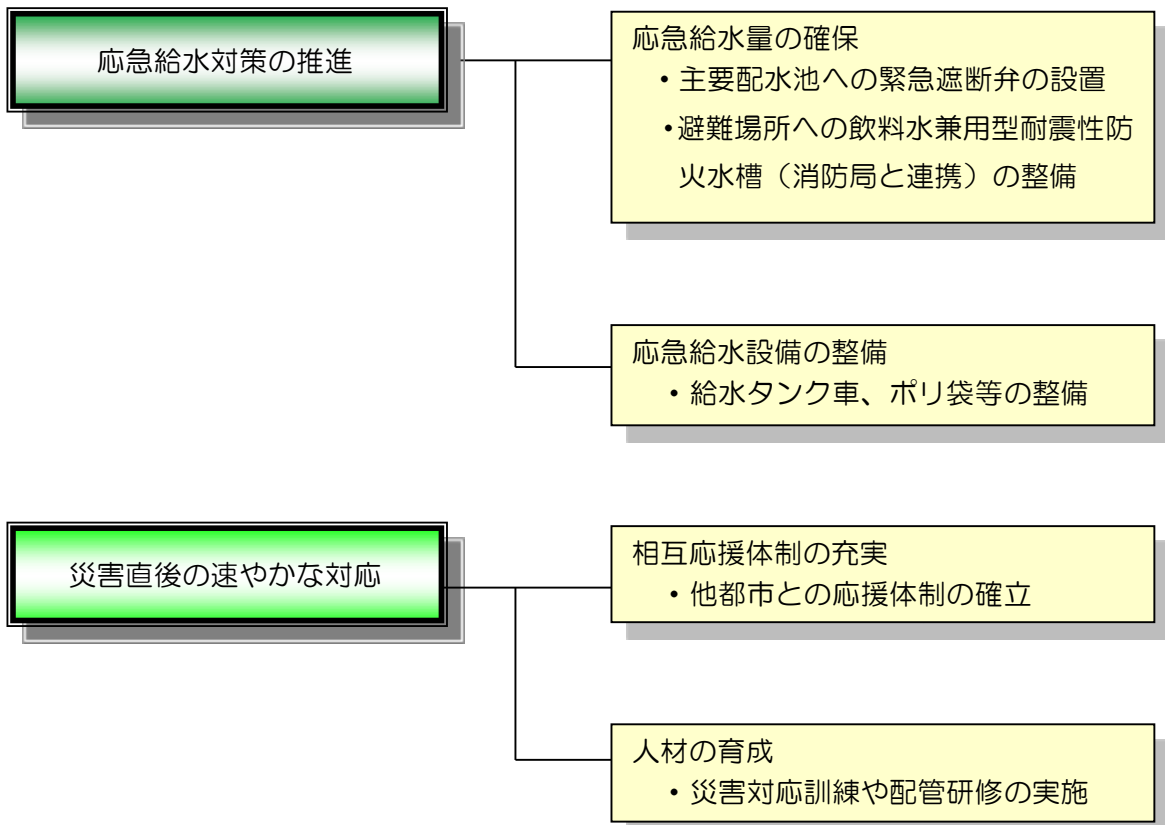 応急給水対策の推進
応急給水量の確保
・主要配水池への緊急遮断弁の設置
・避難場所への飲料水兼用型耐震性防
火水槽（消防局と連携）の整備
応急給水設備の整備
・給水タンク車、ポリ袋等の整備
災害直後の速やかな対応
相互応援体制の充実
・他都市との応援体制の確立
人材の育成
・災害対応訓練や配管研修の実施